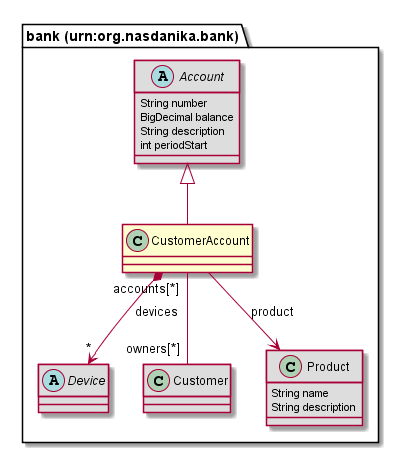 bank (urn:org.nasdanika.bank)
A Account
String number
BigDecimal balance
String description
int periodStart
C CustomerAccount
accounts[*]
devices
product
*
owners[*]
A Device
C Customer
C Product
String name
String description